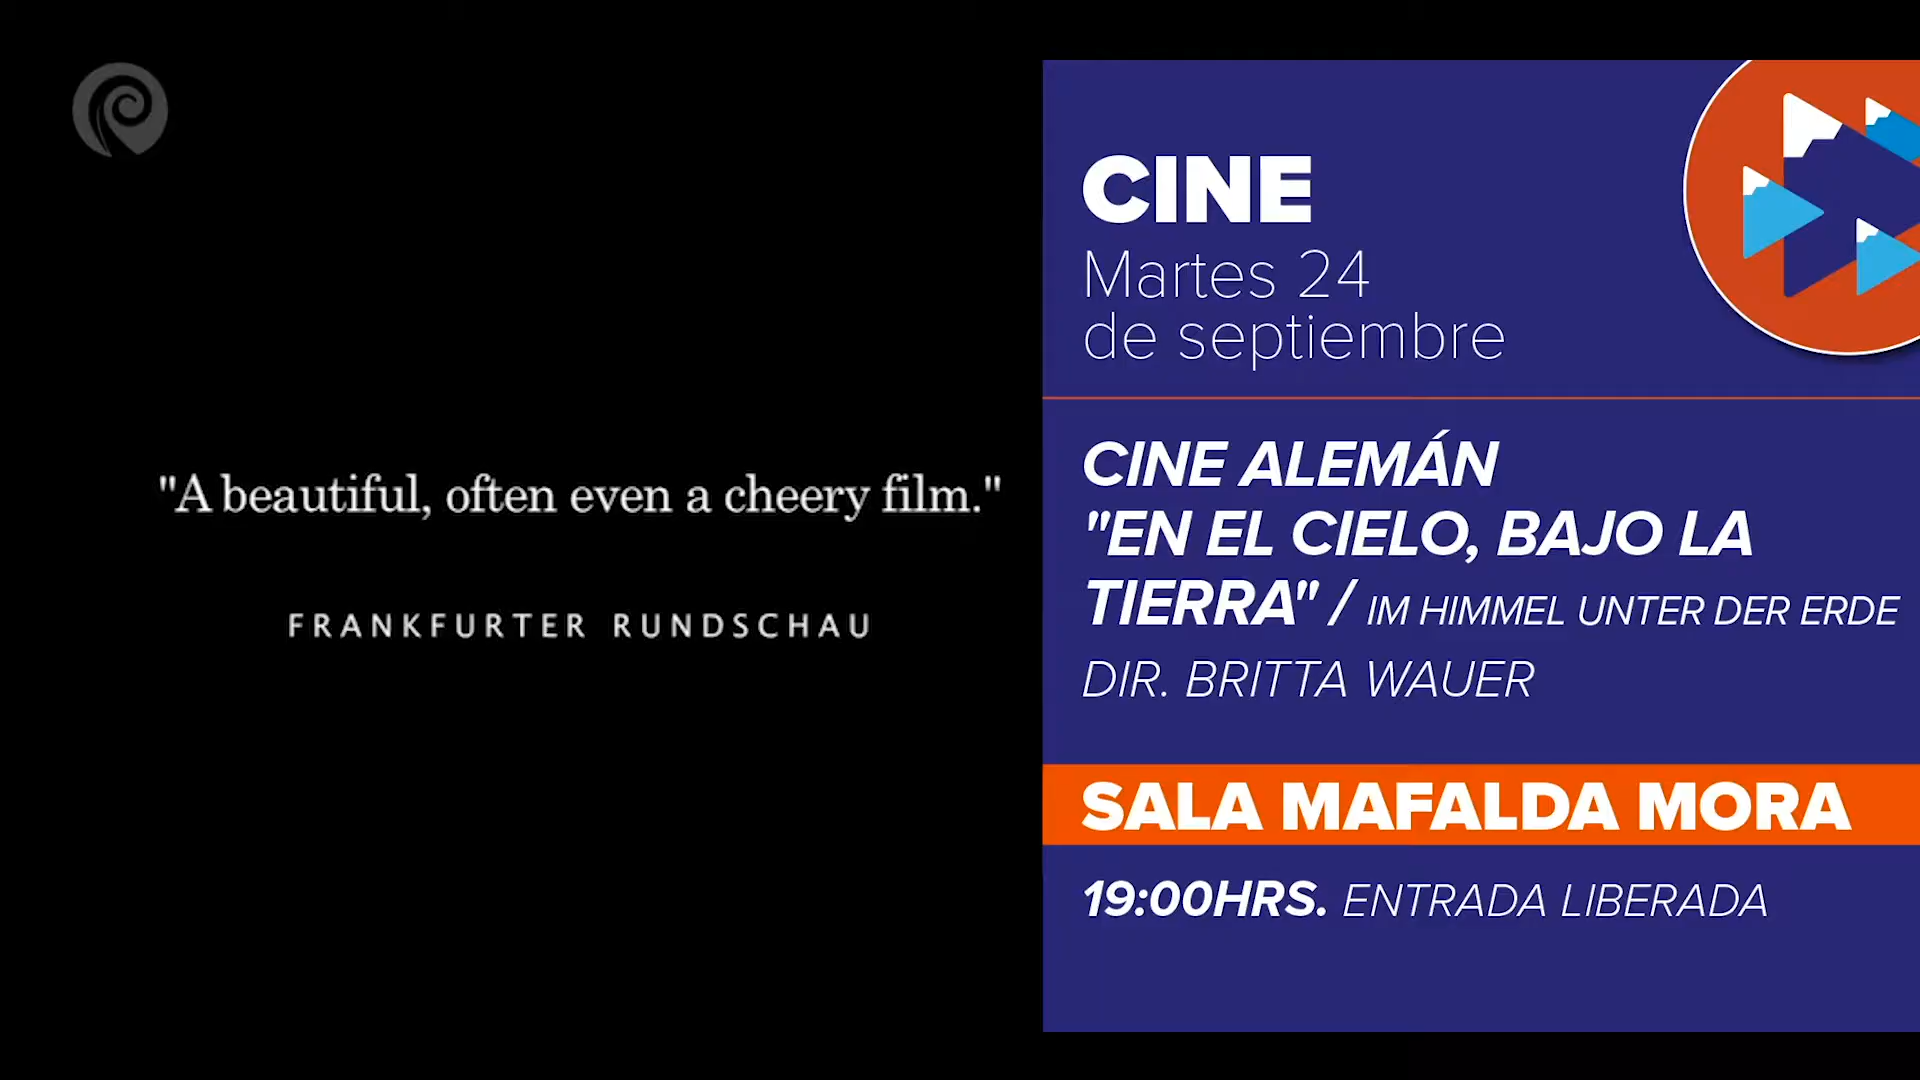 "A beautiful, often even a cheery film."
FRANKFURTER RUNDSCHAU
CINE
Martes 24
de septiembre
CINE ALEMÁN
"EN EL CIELO, BAJO LA
TIERRA" / IM HIMMEL UNTER DER ERDE
DIR. BRITTA WAUER
SALA MAFALDA MORA
19:00HRS. ENTRADA LIBERADA